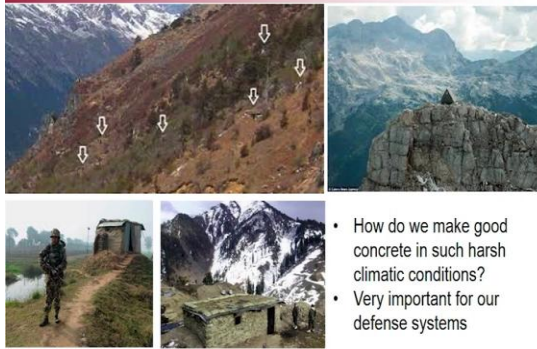 • How do we make good
concrete in such harsh
climatic conditions?
• Very important for our
defense systems